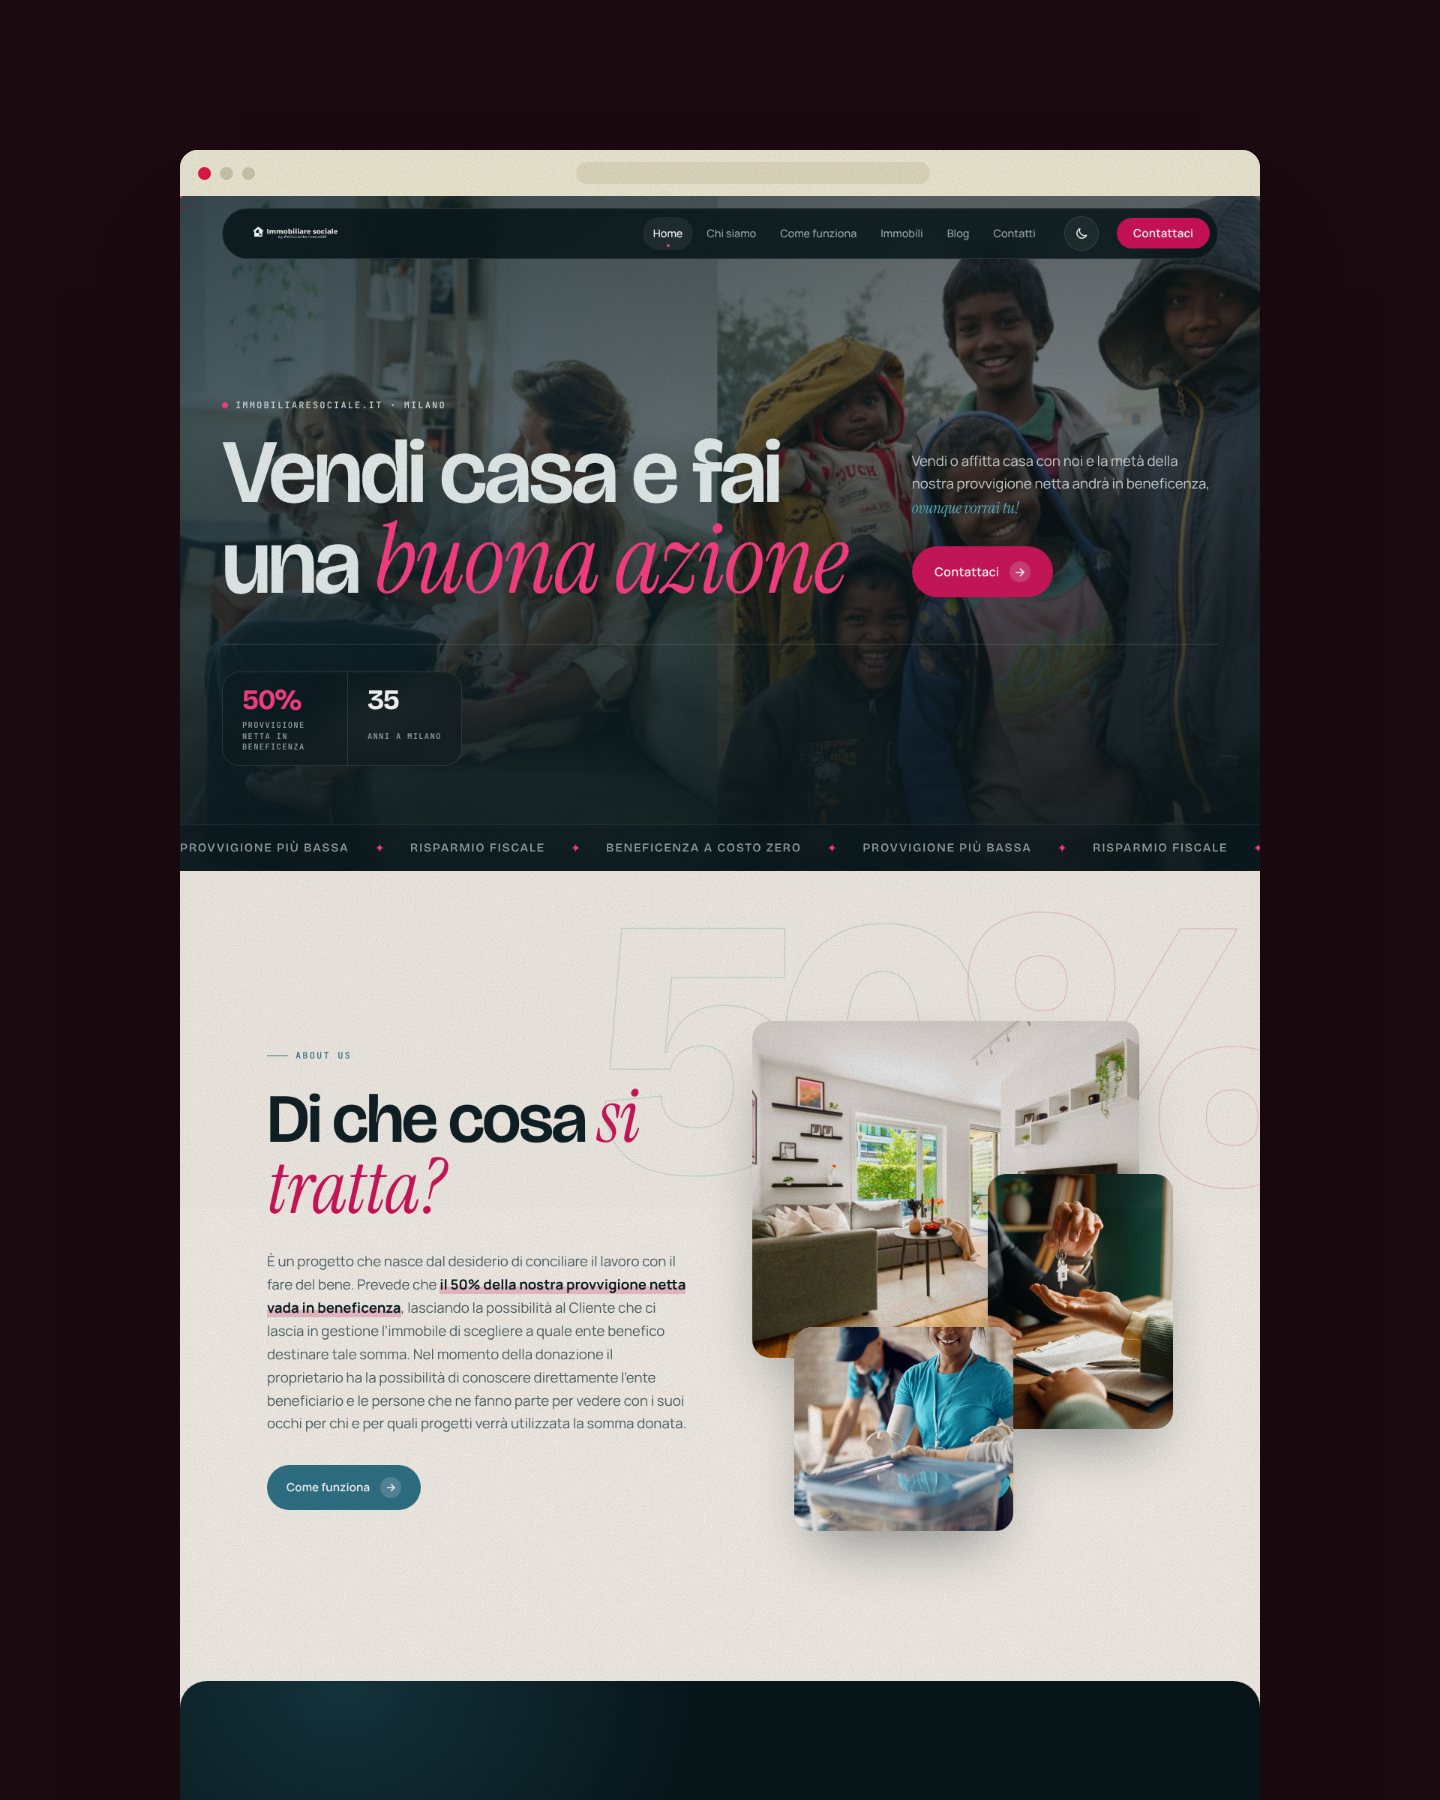 Immobiliare sociale
Home
Chi siamo
Come funziona
Immobili
Blog
Contatti
Contattaci
IMMOBILIARESOCIALE.IT · MILANO
Vendi casa e fai
una buona azione
Vendi o affitta casa con noi e la metà della
nostra provvigione netta andrà in beneficenza,
ovunque vorrai tu!
Contattaci
50%
PROVVIGIONE
NETTA IN
BENEFICENZA
35
ANNI A MILANO
PROVVIGIONE PIÙ BASSA ✦ RISPARMIO FISCALE ✦ BENEFICENZA A COSTO ZERO ✦ PROVVIGIONE PIÙ BASSA ✦ RISPARMIO FISCALE ✦
50%
ABOUT US
Di che cosa si
tratta?
È un progetto che nasce dal desiderio di conciliare il lavoro con il
fare del bene. Prevede che il 50% della nostra provvigione netta
vada in beneficenza, lasciando la possibilità al Cliente che ci
lascia in gestione l'immobile di scegliere a quale ente benefico
destinare tale somma. Nel momento della donazione il
proprietario ha la possibilità di conoscere direttamente l'ente
beneficiario e le persone che ne fanno parte per vedere con i suoi
occhi per chi e per quali progetti verrà utilizzata la somma donata.
Come funziona